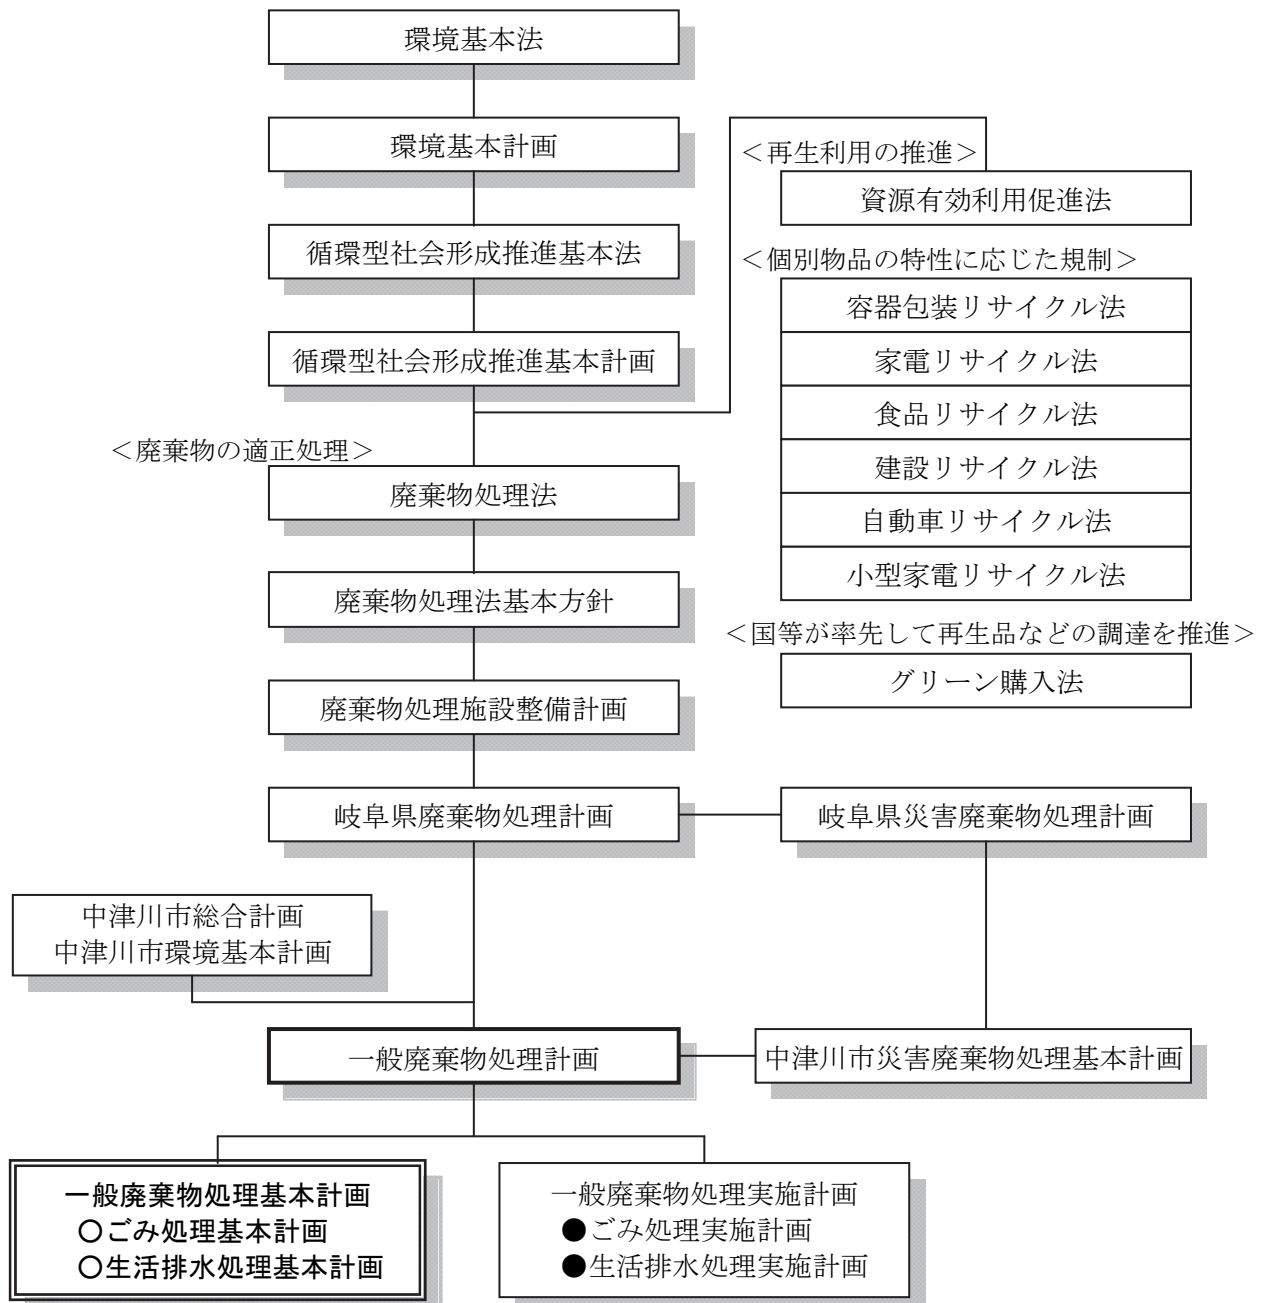 環境基本法
環境基本計画
循環型社会形成推進基本法
循環型社会形成推進基本計画
＜再生利用の推進＞
資源有効利用促進法
＜個別物品の特性に応じた規制＞
容器包装リサイクル法
家電リサイクル法
食品リサイクル法
建設リサイクル法
自動車リサイクル法
小型家電リサイクル法
＜国等が率先して再生品などの調達を推進＞
グリーン購入法
＜廃棄物の適正処理＞
廃棄物処理法
廃棄物処理法基本方針
廃棄物処理施設整備計画
岐阜県廃棄物処理計画
岐阜県災害廃棄物処理計画
中津川市総合計画
中津川市環境基本計画
一般廃棄物処理計画
中津川市災害廃棄物処理基本計画
一般廃棄物処理基本計画
○ごみ処理基本計画
○生活排水処理基本計画
一般廃棄物処理実施計画
●ごみ処理実施計画
●生活排水処理実施計画